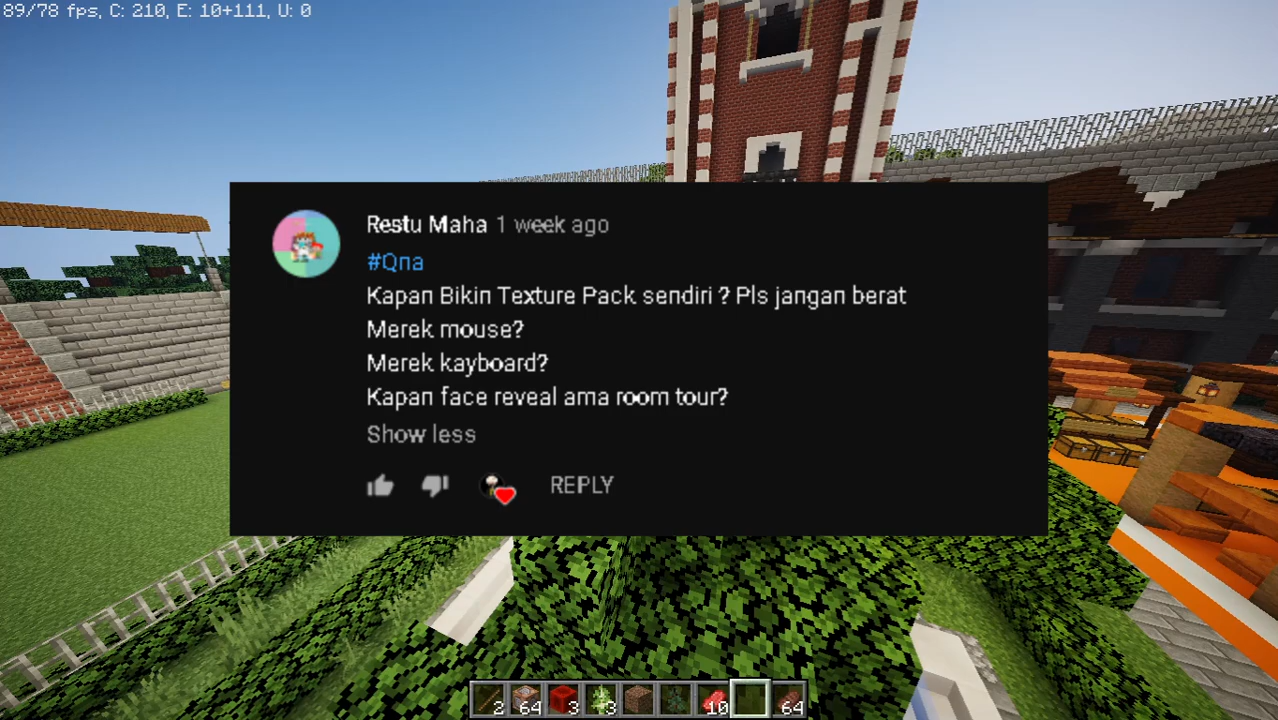 89/78 fps, C: 210, E: 10+111, U: 0
Restu Maha 1 week ago
#Qna
Kapan Bikin Texture Pack sendiri ? Pls jangan berat
Merek mouse?
Merek kayboard?
Kapan face reveal ama room tour?
Show less
REPLY
2 64 3 3 10 64